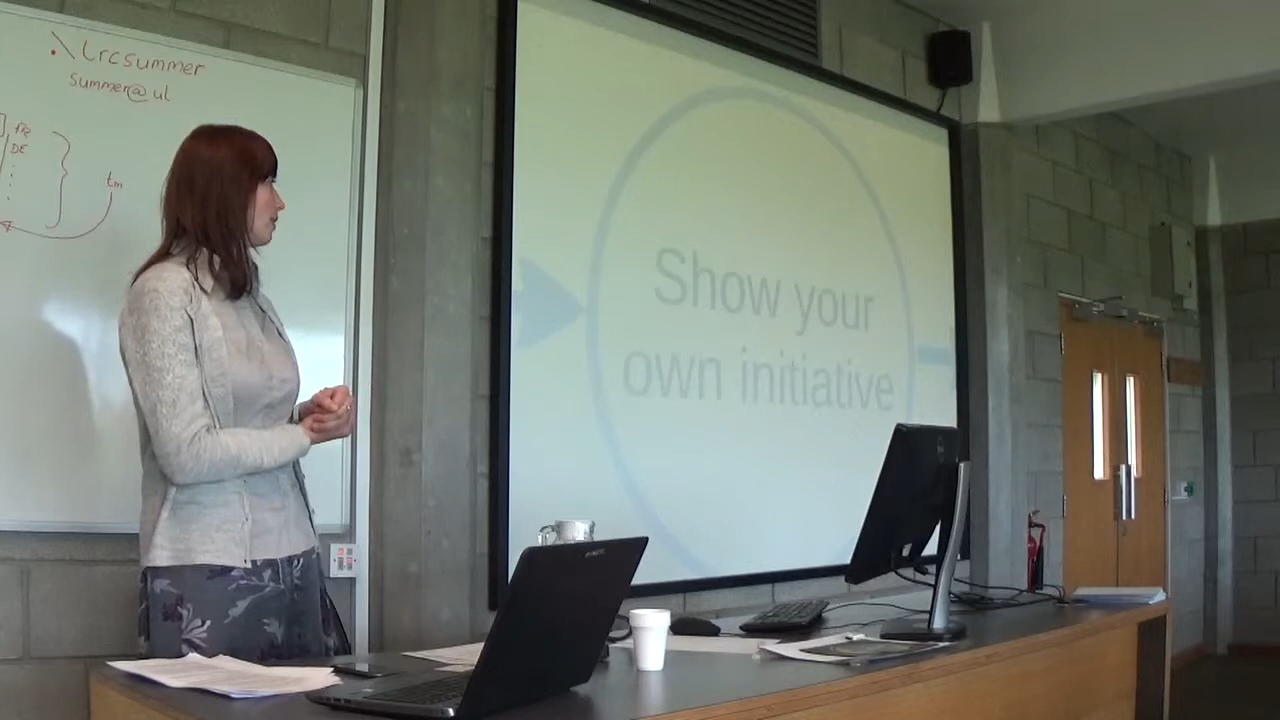 .\lrcsummer
summer@ul
FR
DE
tm
Show your
own initiative